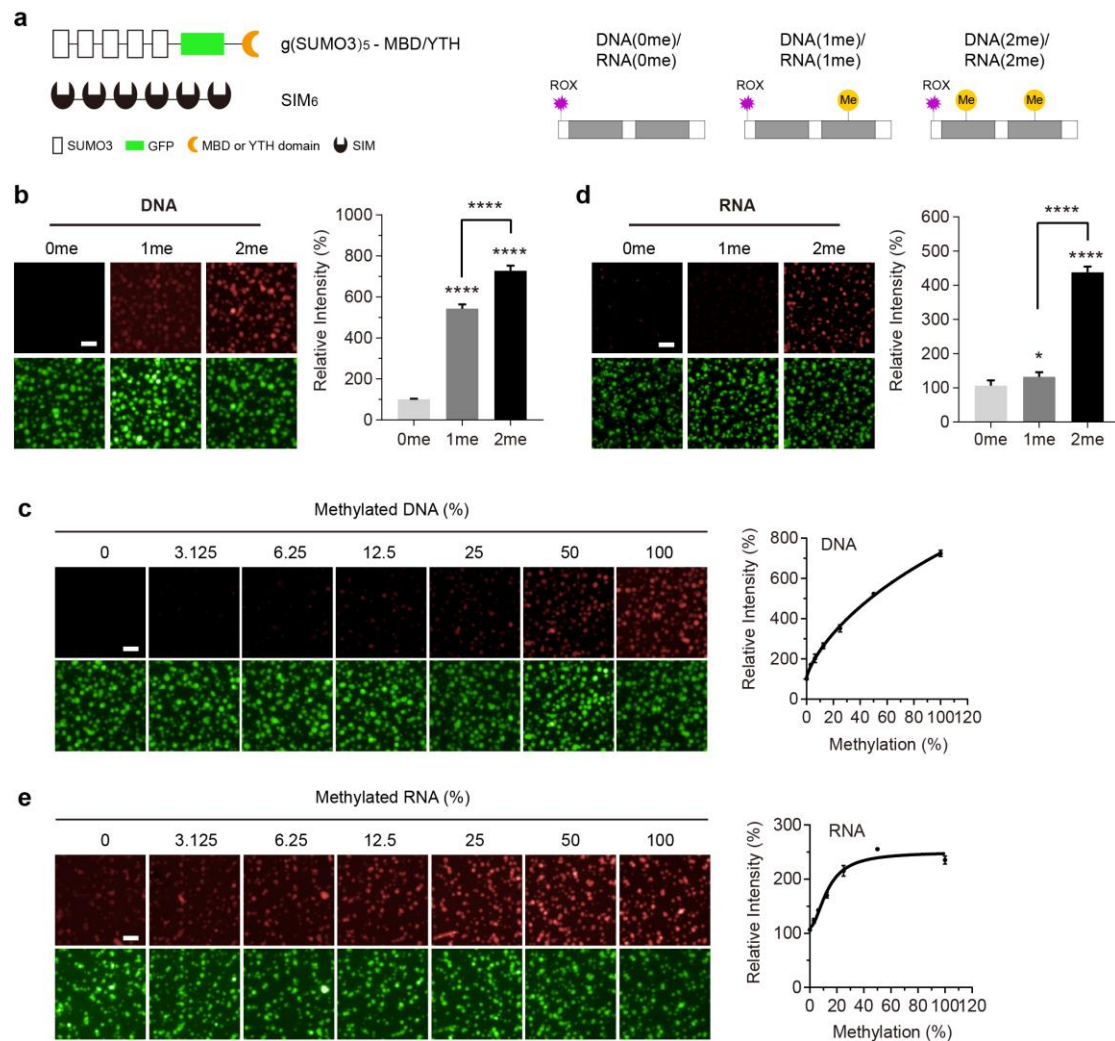 a
g(SUMO3)5 - MBD/YTH
SIM6
SUMO3 GFP MBD or YTH domain SIM
DNA(0me)/
RNA(0me)
ROX
DNA(1me)/
RNA(1me)
ROX
Me
DNA(2me)/
RNA(2me)
ROX
Me
Me
b
DNA
0me 1me 2me
Relative Intensity (%)
1000
800
600
400
200
0
****
****
****
0me 1me 2me
d
RNA
0me 1me 2me
Relative Intensity (%)
600
500
400
300
200
100
0
****
****
*
0me 1me 2me
c
Methylated DNA (%)
0 3.125 6.25 12.5 25 50 100
DNA
Relative Intensity (%)
800
600
400
200
0
0 20 40 60 80 100 120
Methylation (%)
e
Methylated RNA (%)
0 3.125 6.25 12.5 25 50 100
RNA
Relative Intensity (%)
300
200
100
50
0
0 20 40 60 80 100 120
Methylation (%)